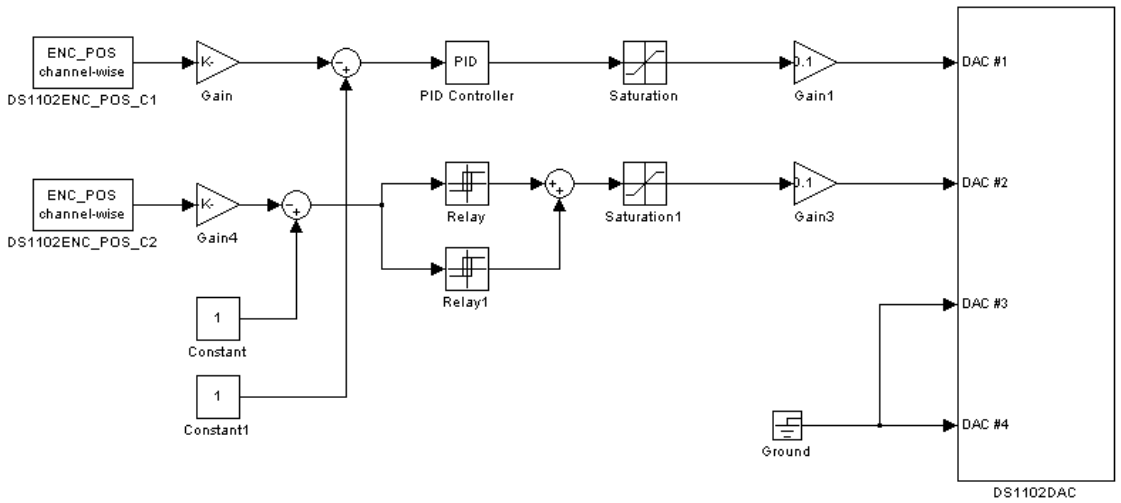 ENC_POS
channel-wise
DS1102ENC_POS_C1
K-
Gain
PID
PID Controller
Saturation
0.1
Gain1
DAC #1
ENC_POS
channel-wise
DS1102ENC_POS_C2
K-
Gain4
Relay
Saturation1
0.1
Gain3
DAC #2
Relay1
1
Constant
1
Constant1
DAC #3
Ground
DAC #4
DS1102DAC